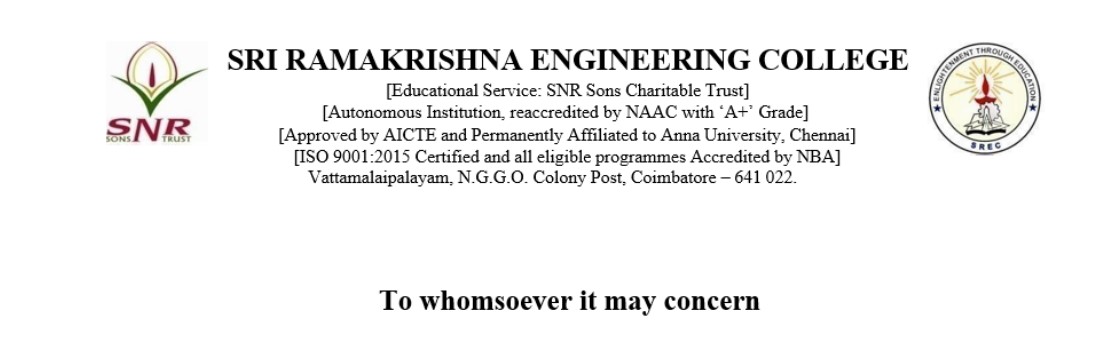 SRI RAMAKRISHNA ENGINEERING COLLEGE
[Educational Service: SNR Sons Charitable Trust]
[Autonomous Institution, reaccredited by NAAC with ‘A+’ Grade]
[Approved by AICTE and Permanently Affiliated to Anna University, Chennai]
[ISO 9001:2015 Certified and all eligible programmes Accredited by NBA]
Vattamalaipalayam, N.G.G.O. Colony Post, Coimbatore – 641 022.
SNR
SONS TRUST
ENLIGHTENMENT THROUGH EDUCATION
SREC
To whomsoever it may concern